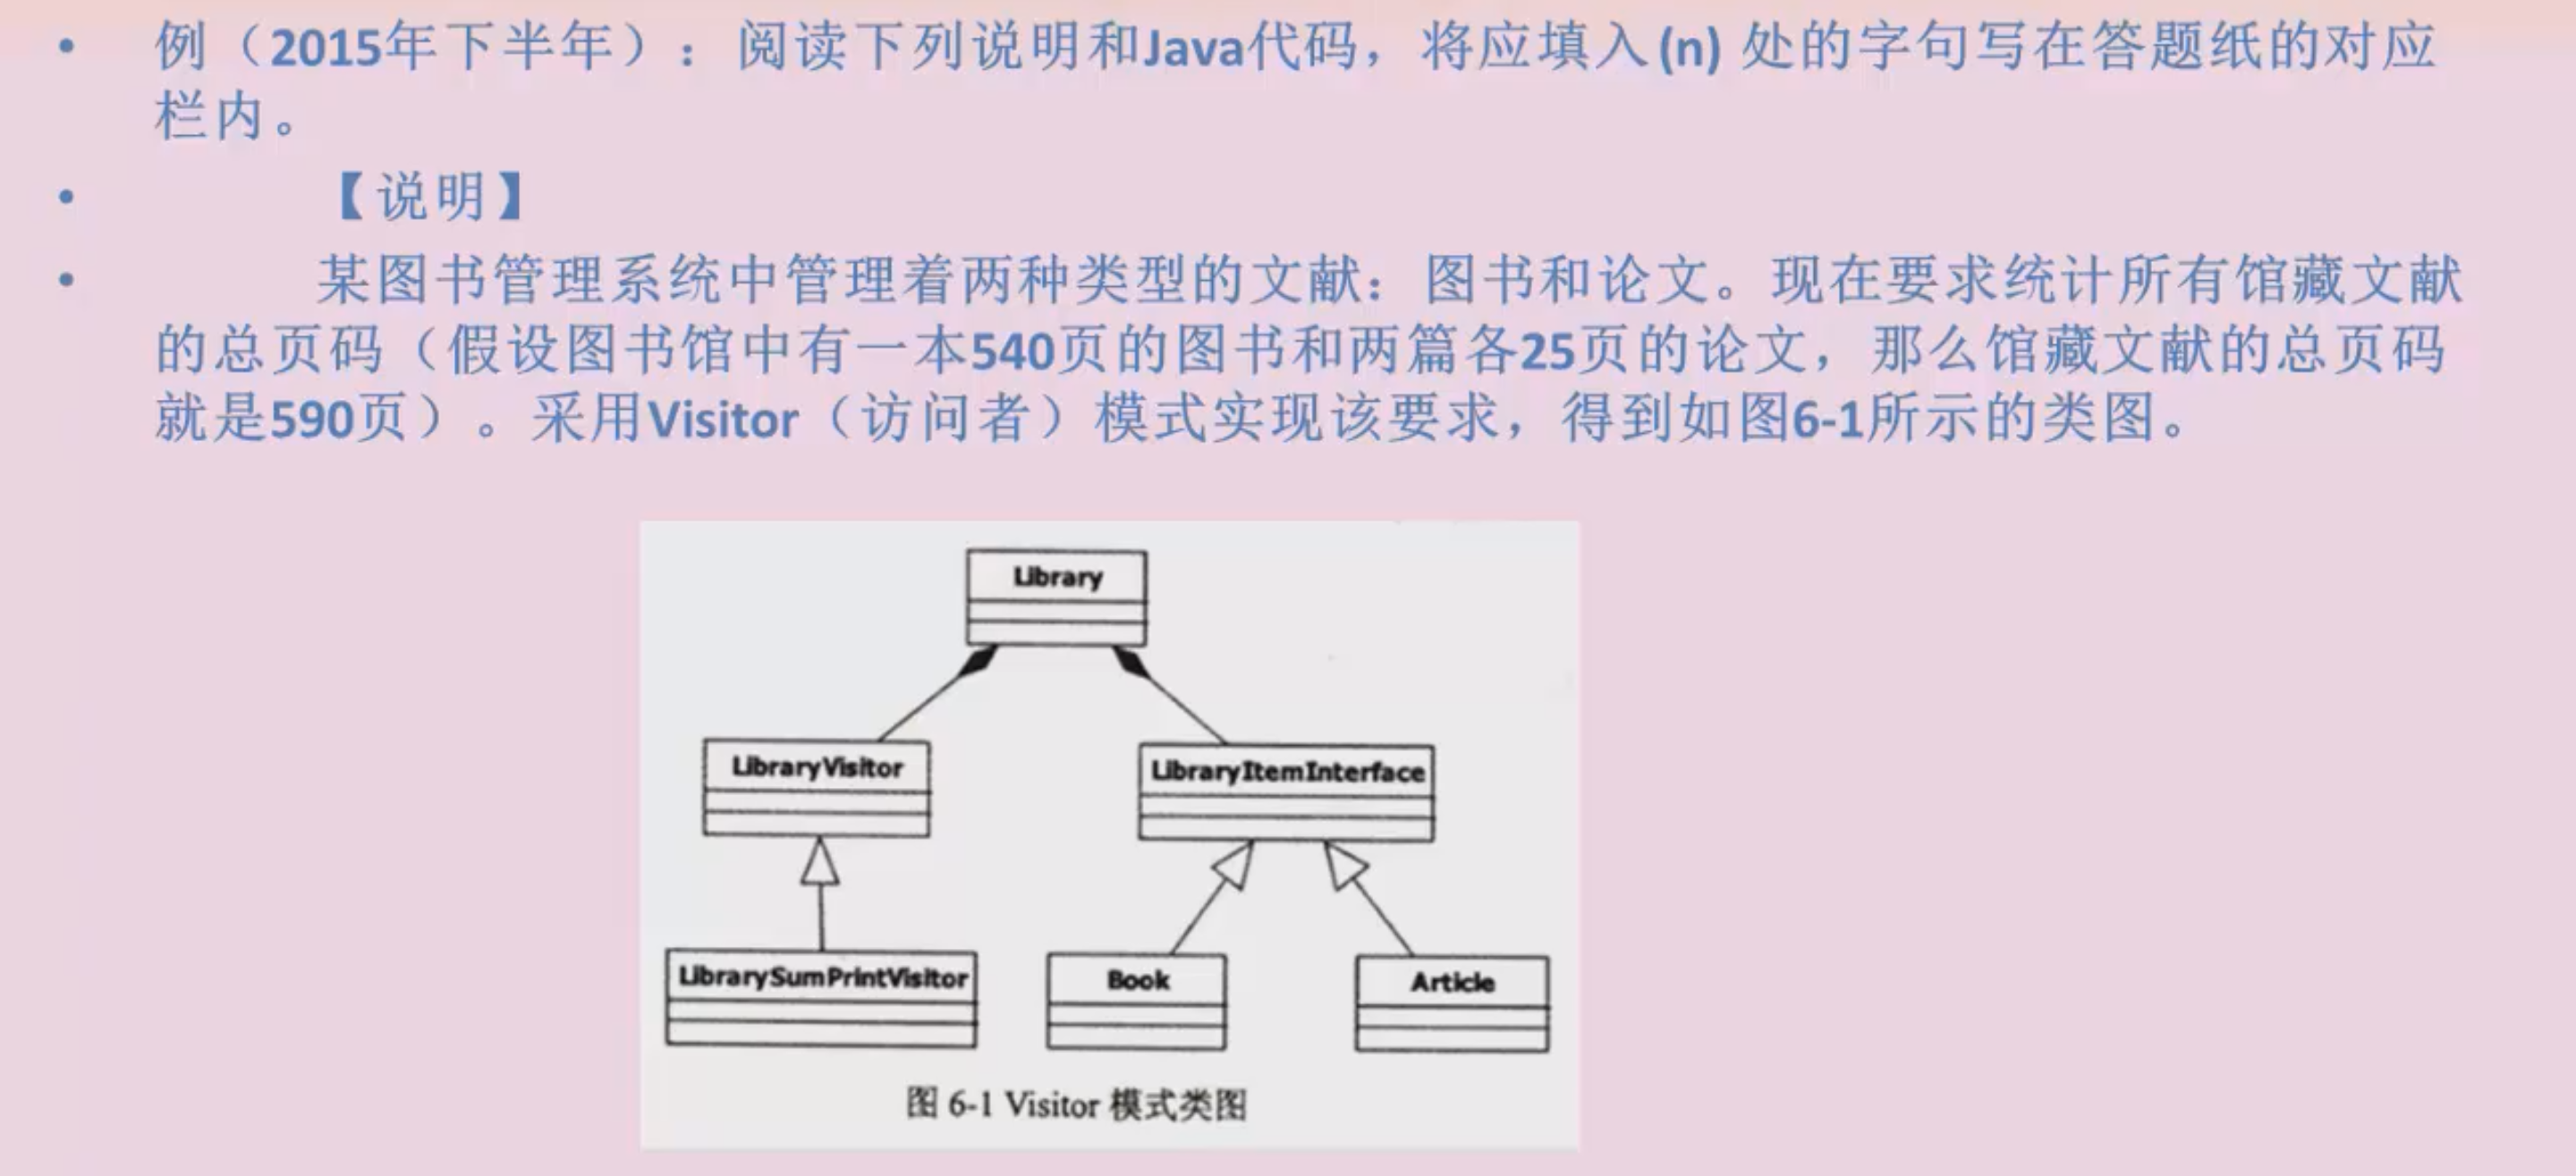 • 例（2015年下半年）：阅读下列说明和Java代码，将应填入(n) 处的字句写在答题纸的对应
栏内。
• 【说明】
• 某图书管理系统中管理着两种类型的文献：图书和论文。现在要求统计所有馆藏文献
的总页码（假设图书馆中有一本540页的图书和两篇各25页的论文，那么馆藏文献的总页码
就是590页）。采用Visitor（访问者）模式实现该要求，得到如图6-1所示的类图。
Library
LibraryVisitor
LibraryItemInterface
LibrarySumPrintVisitor
Book
Article
图 6-1 Visitor 模式类图